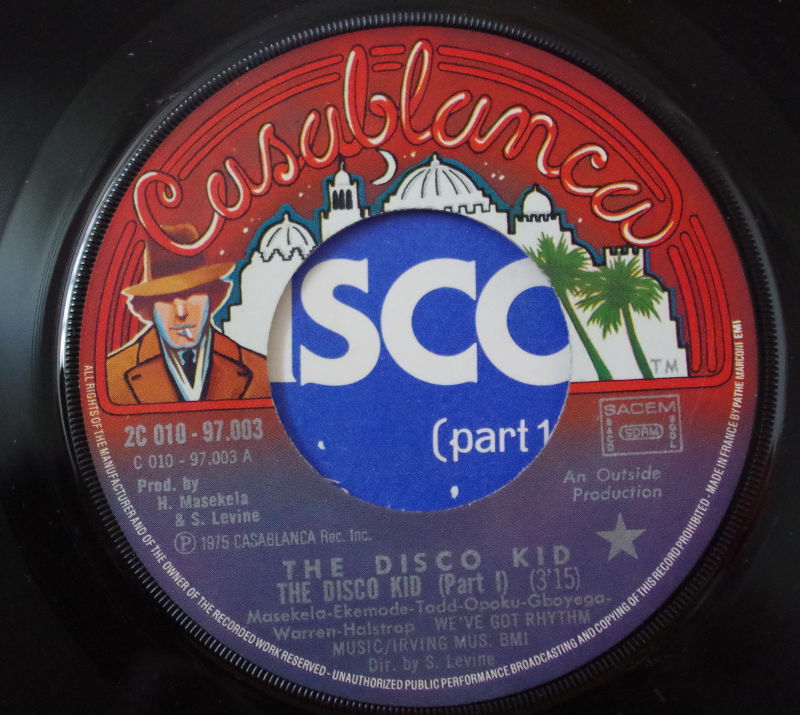 Casablanca
TM
SCO
(part 1
2C 010 - 97.003
C 010 - 97.003 A
Prod. by
H. Masekela
& S. Levine
Ⓟ 1975 CASABLANCA Rec. Inc.
SACEM
SACD
SDRM
SGDL
An Outside
Production
THE DISCO KID
THE DISCO KID (Part I) (3'15)
Masekela-Ekemode-Todd-Opoku-Gboyega-
Warren-Halstrop WE'VE GOT RHYTHM
MUSIC/IRVING MUS. BMI
Dir. by S. Levine
ALL RIGHTS OF THE MANUFACTURER AND OF THE OWNER OF THE RECORDED WORK RESERVED - UNAUTHORIZED PUBLIC PERFORMANCE BROADCASTING AND COPYING OF THIS RECORD PROHIBITED - MADE IN FRANCE BY PATHE MARCONI EMI